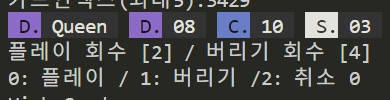 D. Queen D. 08 C. 10 S. 03
플레이 회수 [2] / 버리기 회수 [4]
0: 플레이 / 1: 버리기 /2: 취소 0